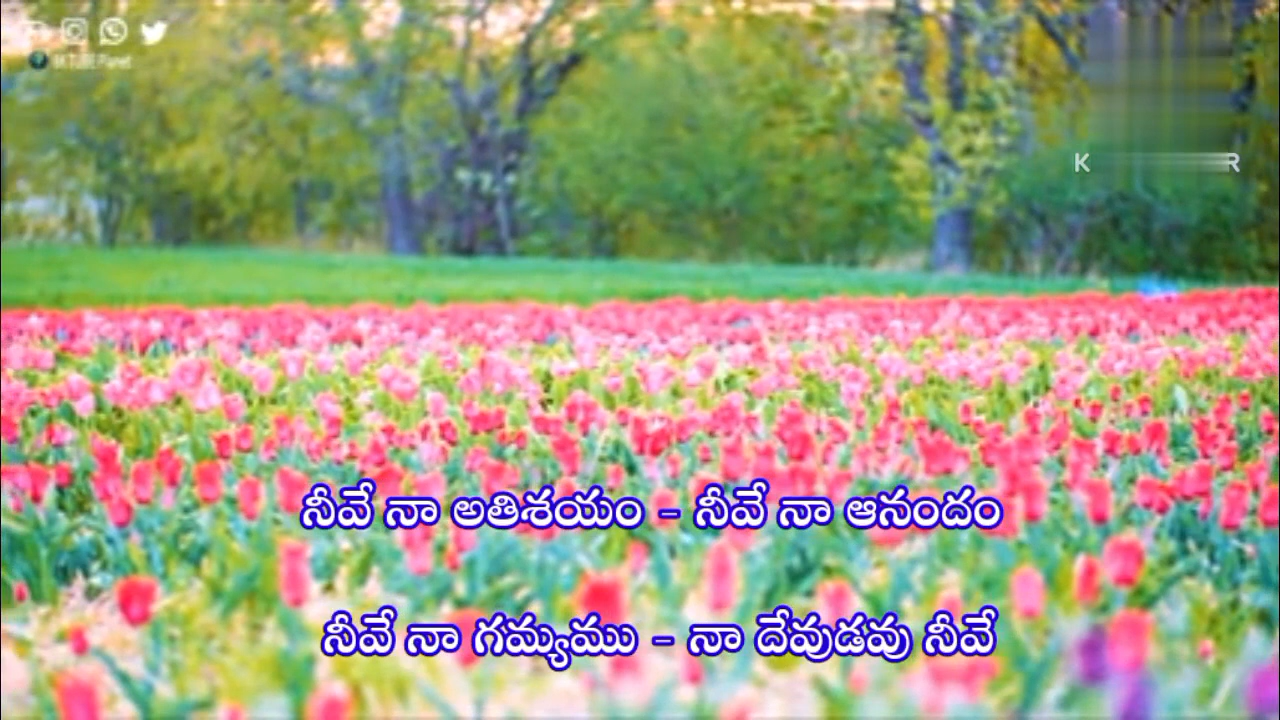 నీవే నా అతిశయం - నీవే నా ఆనందం
నీవే నా గమ్యము - నా దేవుడవు నీవే